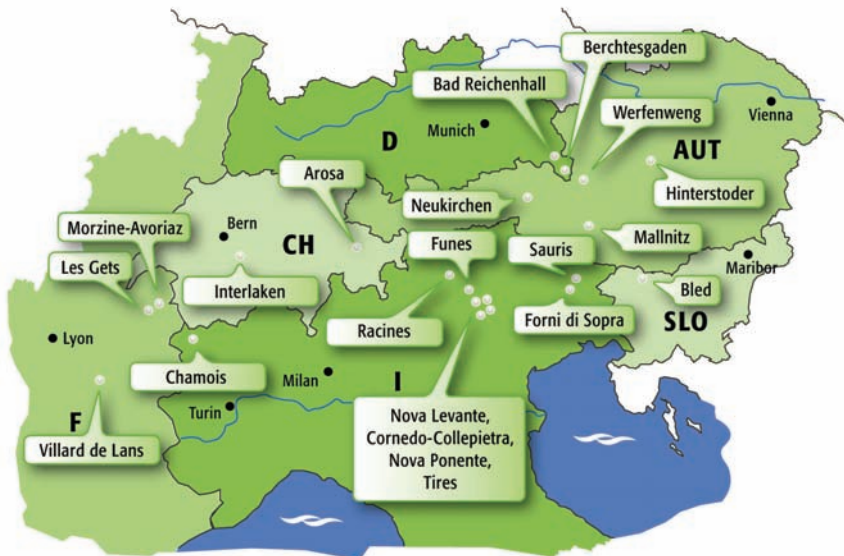 Berchtesgaden
Bad Reichenhall
Werfenweng
Vienna
D
Munich
AUT
Arosa
Hinterstoder
Neukirchen
Morzine-Avoriaz
Bern
CH
Funes
Sauris
Mallnitz
Maribor
Les Gets
Interlaken
Bled
Racines
Forni di Sopra
SLO
Lyon
Chamois
Milan
I
Turin
F
Nova Levante,
Cornedo-Collepietra,
Nova Ponente,
Tires
Villard de Lans